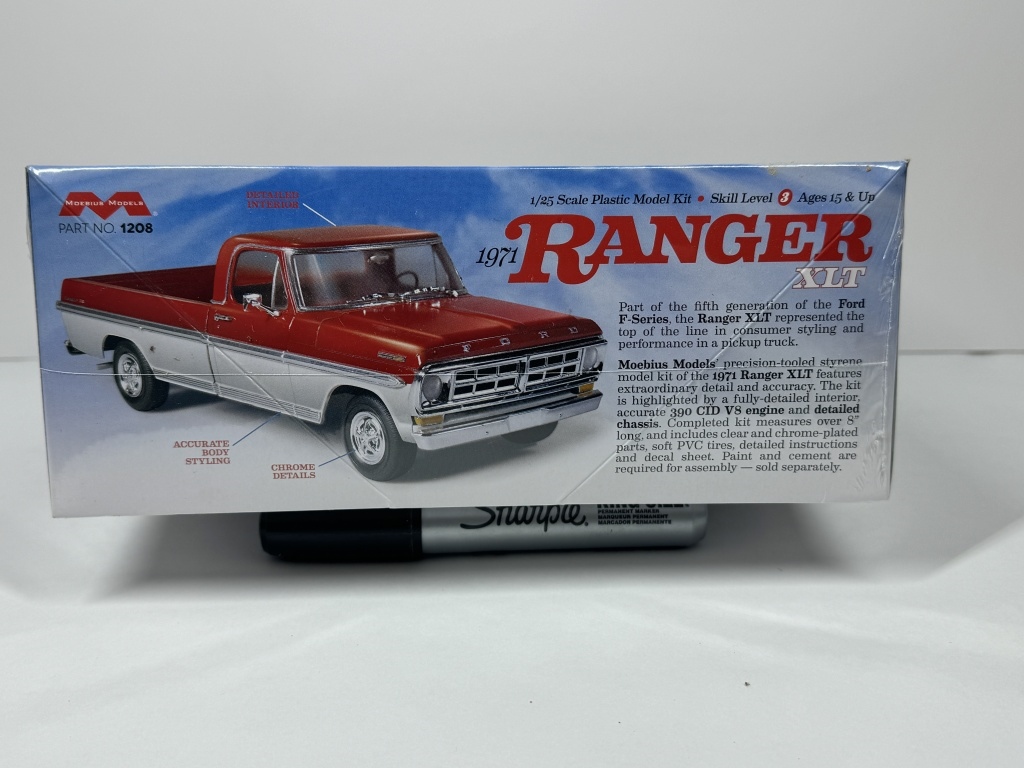 MOEBIUS MODELS
PART NO. 1208
DETAILED
INTERIOR
1/25 Scale Plastic Model Kit • Skill Level 3 Ages 15 & Up
1971 RANGER
XLT
Part of the fifth generation of the Ford
F-Series, the Ranger XLT represented the
top of the line in consumer styling and
performance in a pickup truck.
Moebius Models' precision-tooled styrene
model kit of the 1971 Ranger XLT features
extraordinary detail and accuracy. The kit
is highlighted by a fully-detailed interior,
accurate 390 CID V8 engine and detailed
chassis. Completed kit measures over 8"
long, and includes clear and chrome-plated
parts, soft PVC tires, detailed instructions
and decal sheet. Paint and cement are
required for assembly — sold separately.
FORD
ACCURATE
BODY
STYLING
CHROME
DETAILS
Sharpie.
PERMANENT MARKER
MARQUEUR PERMANENT
MARCADOR PERMANENTE